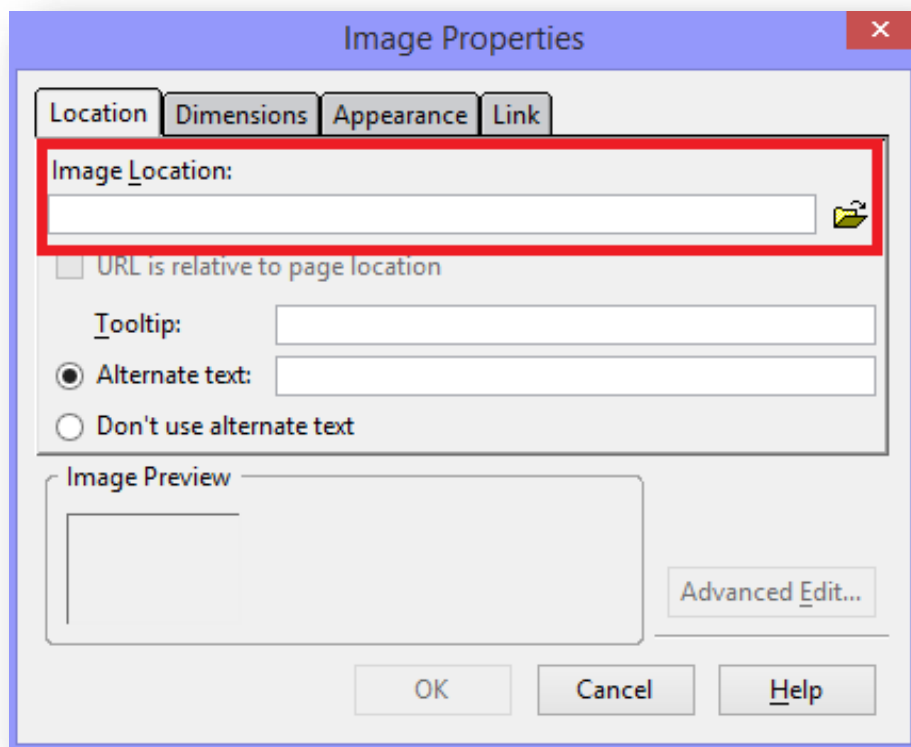 Image Properties
Location Dimensions Appearance Link
Image Location:
URL is relative to page location
Tooltip:
Alternate text:
Don't use alternate text
Image Preview
Advanced Edit...
OK Cancel Help